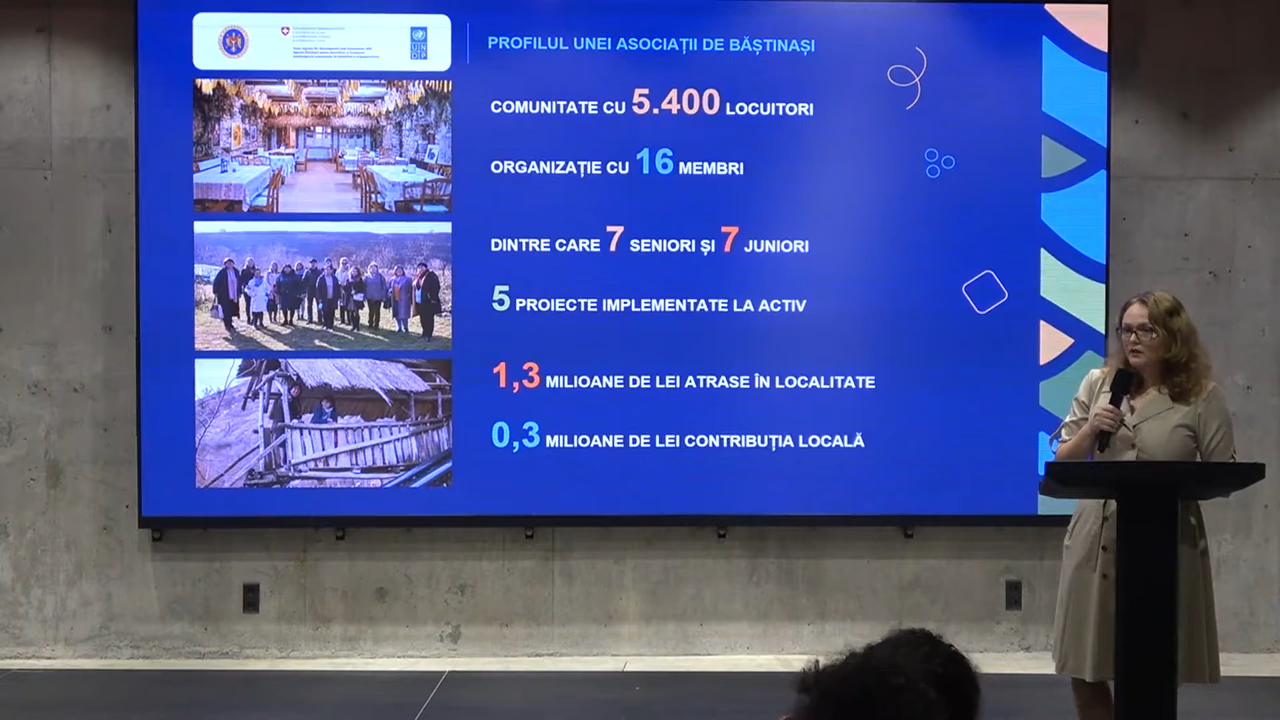 PROFILUL UNEI ASOCIAȚII DE BĂȘTINAȘI
COMUNITATE CU 5.400 LOCUITORI
ORGANIZAȚIE CU 16 MEMBRI
DINTRE CARE 7 SENIORI ȘI 7 JUNIORI
5 PROIECTE IMPLEMENTATE LA ACTIV
1,3 MILIOANE DE LEI ATRASE ÎN LOCALITATE
0,3 MILIOANE DE LEI CONTRIBUȚIA LOCALĂ
UN
DP